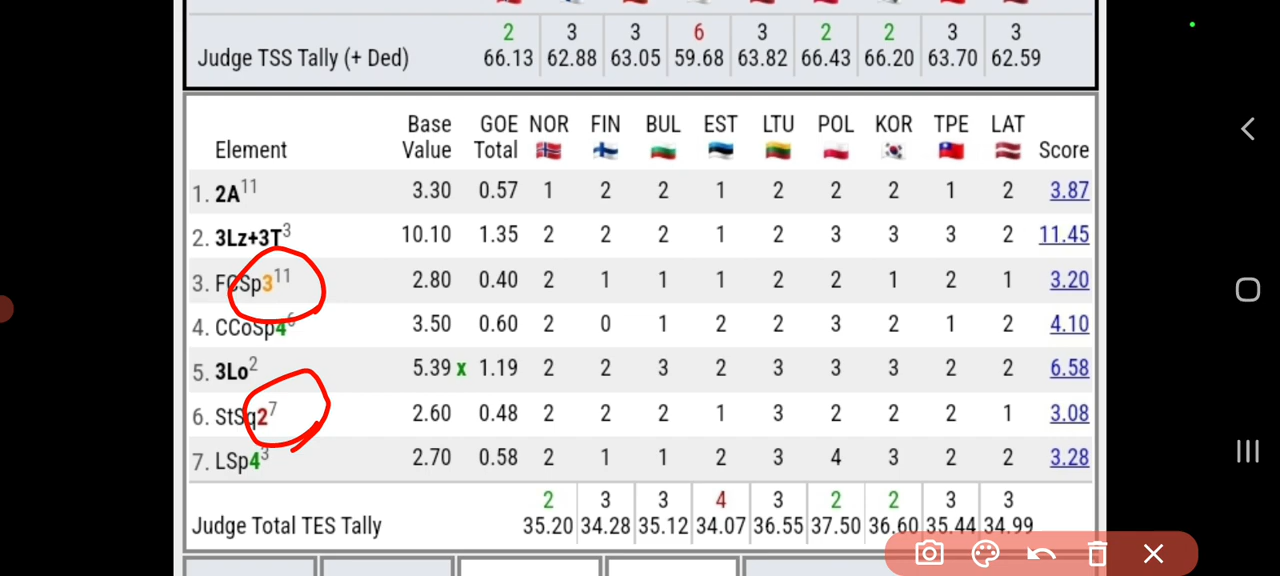 2 3 3 6 3 2 2 3 3
Judge TSS Tally (+ Ded) 66.13 62.88 63.05 59.68 63.82 66.43 66.20 63.70 62.59
Base GOE NOR FIN BUL EST LTU POL KOR TPE LAT
Element Value Total Score
1. 2A11 3.30 0.57 1 2 2 1 2 2 2 1 2 3.87
2. 3Lz+3T3 10.10 1.35 2 2 2 1 2 3 3 3 2 11.45
3. FCSp311 2.80 0.40 2 1 1 1 2 2 1 2 1 3.20
4. CCoSp46 3.50 0.60 2 0 1 2 2 3 2 1 2 4.10
5. 3Lo2 5.39 x 1.19 2 2 3 2 3 3 3 2 2 6.58
6. StSq27 2.60 0.48 2 2 2 1 3 2 2 2 1 3.08
7. LSp43 2.70 0.58 2 1 1 2 3 4 3 2 2 3.28
2 3 3 4 3 2 2 3 3
Judge Total TES Tally 35.20 34.28 35.12 34.07 36.55 37.50 36.60 35.44 34.99